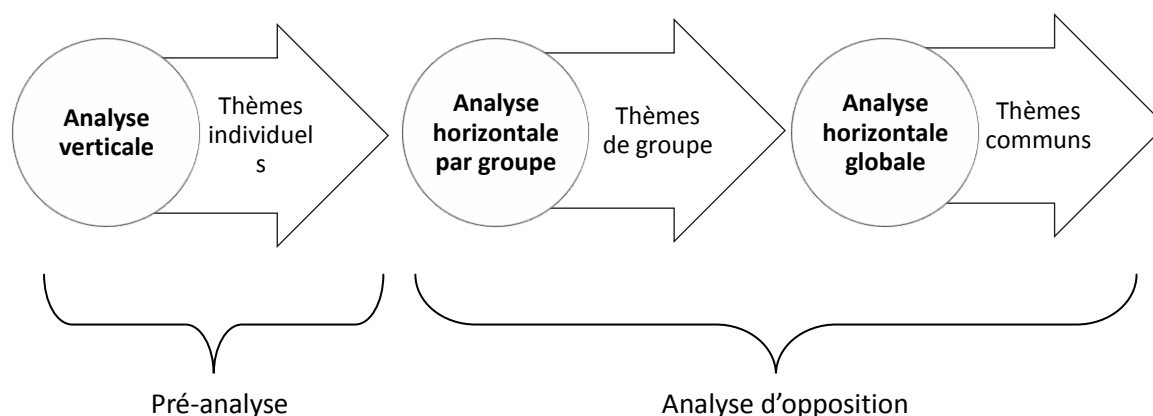 Analyse
verticale
Thèmes
individuel
s
Analyse
horizontale
par groupe
Thèmes
de groupe
Analyse
horizontale
globale
Thèmes
communs
Pré-analyse
Analyse d’opposition